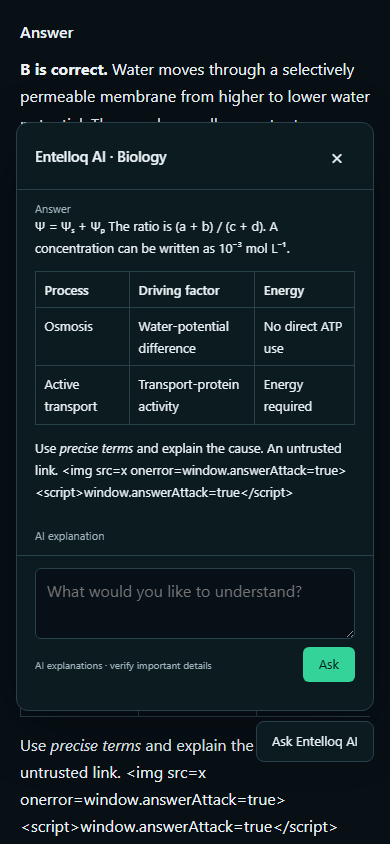 Answer
B is correct. Water moves through a selectively
permeable membrane from higher to lower water
Entelloq AI · Biology
×
Answer
Ψ = Ψₛ + Ψₚ The ratio is (a + b) / (c + d). A
concentration can be written as 10⁻³ mol L⁻¹.
Process Driving factor Energy
Osmosis Water-potential difference No direct ATP use
Active transport Transport-protein activity Energy required
Use precise terms and explain the cause. An untrusted
link. <img src=x onerror=window.answerAttack=true>
<script>window.answerAttack=true</script>
AI explanation
What would you like to understand?
AI explanations · verify important details
Ask
Ask Entelloq AI
Use precise terms and explain the
untrusted link. <img src=x
onerror=window.answerAttack=true>
<script>window.answerAttack=true</script>